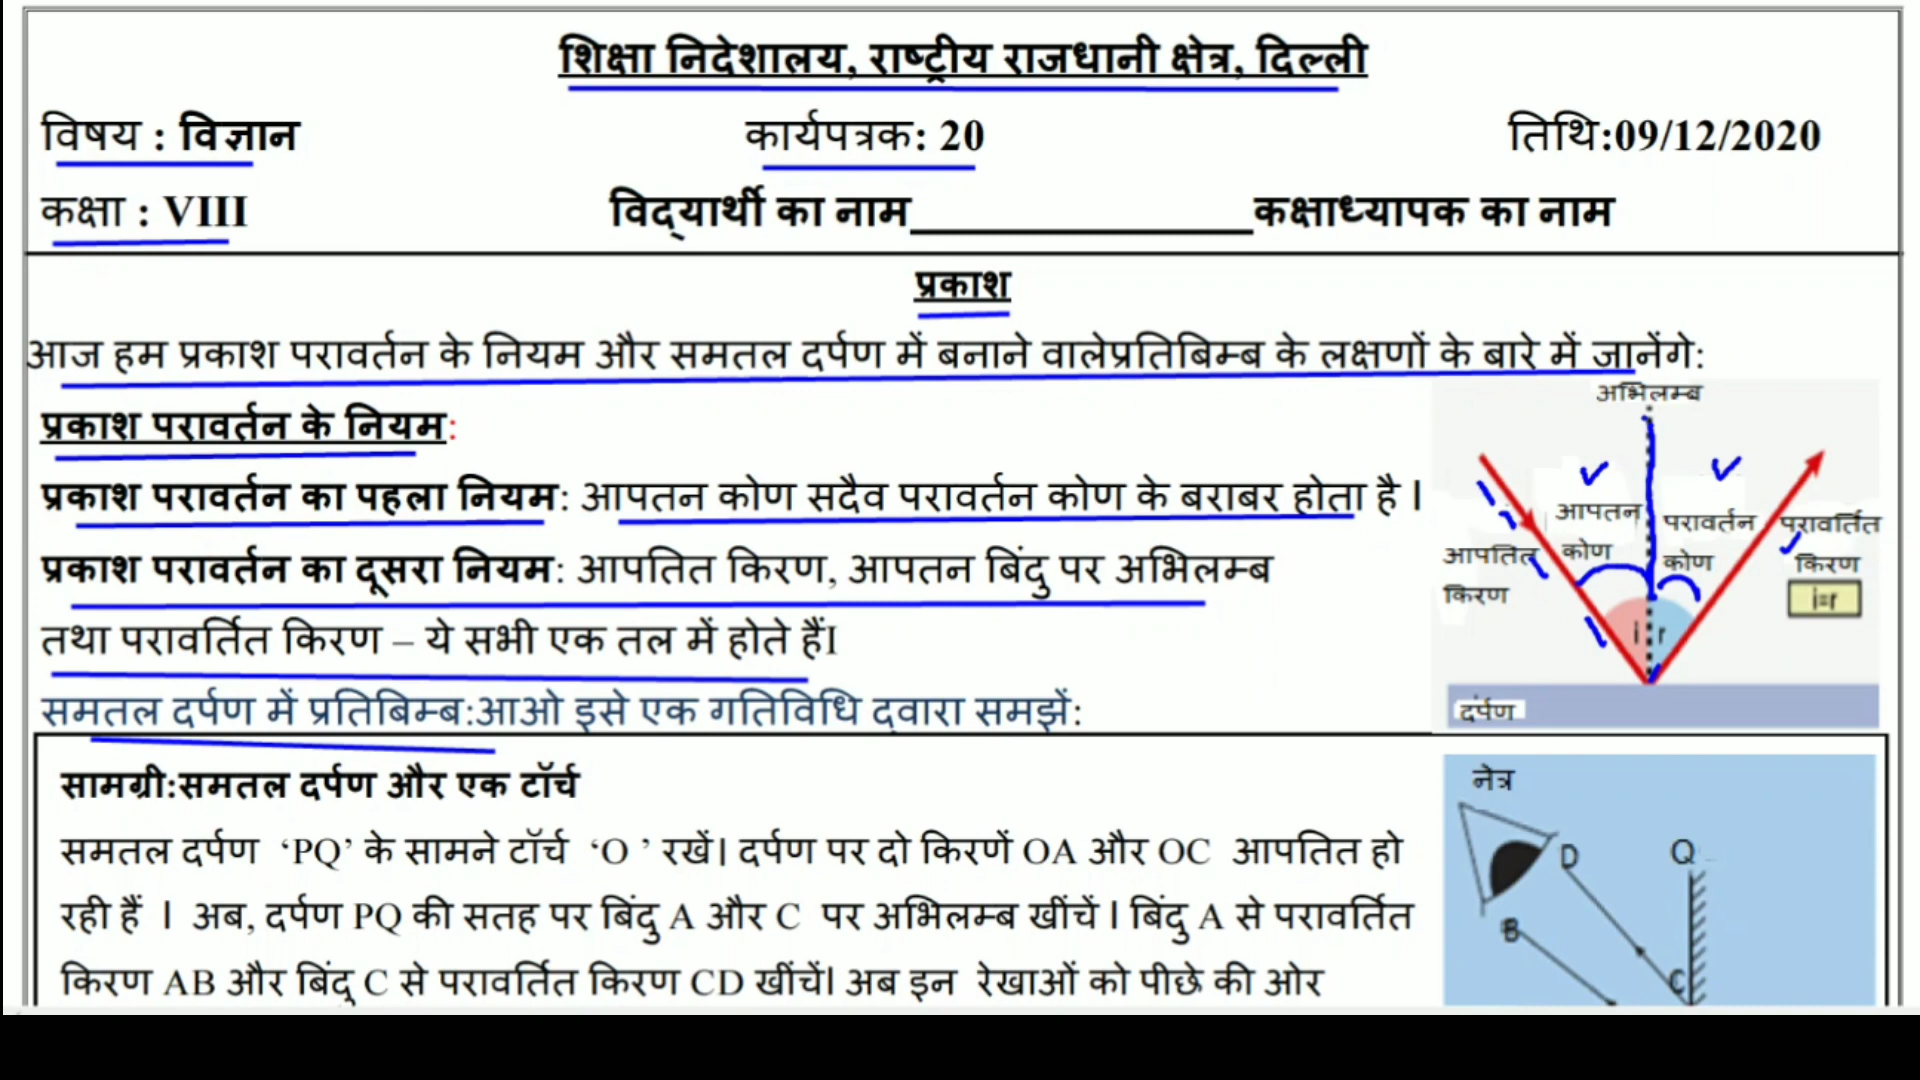 शिक्षा निदेशालय, राष्ट्रीय राजधानी क्षेत्र, दिल्ली
विषय : विज्ञान
कार्यपत्रक: 20
तिथि:09/12/2020
कक्षा : VIII
विद्यार्थी का नाम_______________कक्षाध्यापक का नाम
प्रकाश
आज हम प्रकाश परावर्तन के नियम और समतल दर्पण में बनाने वालेप्रतिबिम्ब के लक्षणों के बारे में जानेंगे:
प्रकाश परावर्तन के नियम:
प्रकाश परावर्तन का पहला नियम: आपतन कोण सदैव परावर्तन कोण के बराबर होता है ।
प्रकाश परावर्तन का दूसरा नियम: आपतित किरण, आपतन बिंदु पर अभिलम्ब
तथा परावर्तित किरण – ये सभी एक तल में होते हैंI
समतल दर्पण में प्रतिबिम्ब:आओ इसे एक गतिविधि द्वारा समझें:
अभिलम्ब
आपतन
कोण
परावर्तन
कोण
परावर्तित
किरण
आपतित
किरण
i=r
i
r
दर्पण
सामग्री:समतल दर्पण और एक टॉर्च
समतल दर्पण ‘PQ’ के सामने टॉर्च ‘O ’ रखें। दर्पण पर दो किरणें OA और OC आपतित हो
रही हैं । अब, दर्पण PQ की सतह पर बिंदु A और C पर अभिलम्ब खींचें । बिंदु A से परावर्तित
किरण AB और बिंदु C से परावर्तित किरण CD खींचें। अब इन रेखाओं को पीछे की ओर
नेत्र
D
Q
B
C